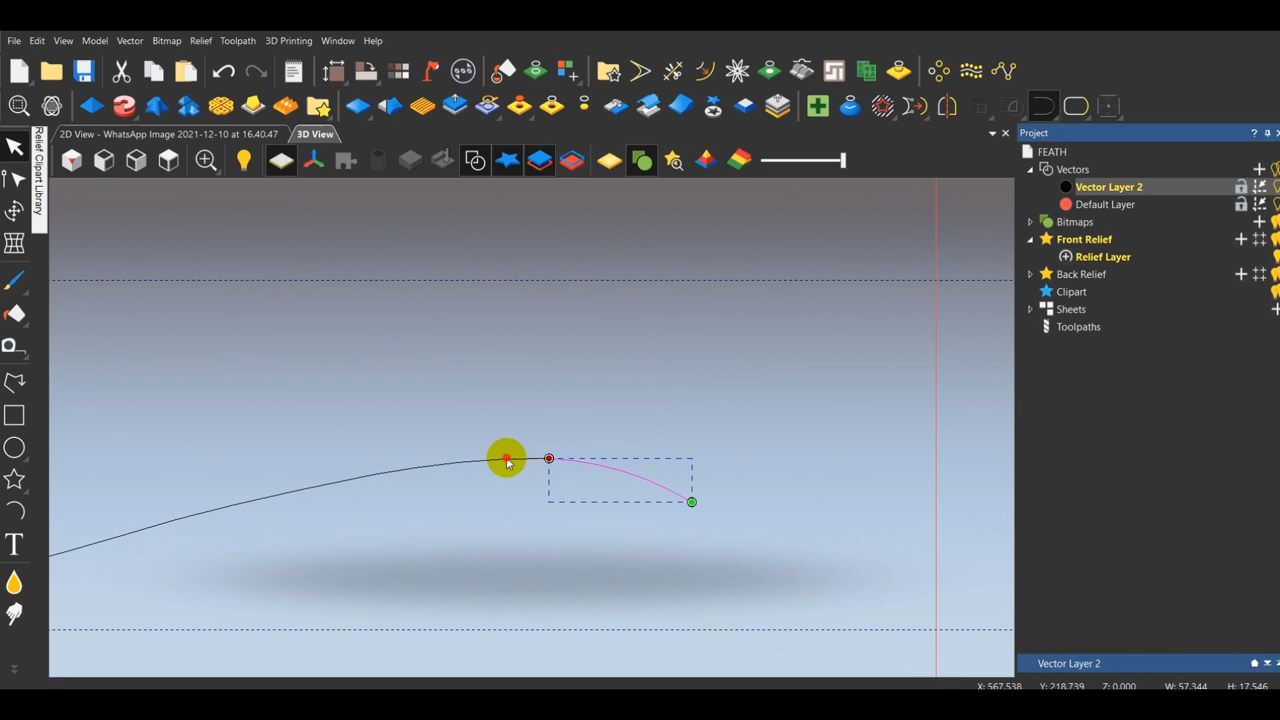 File Edit View Model Vector Bitmap Relief Toolpath 3D Printing Window Help
2D View - WhatsApp Image 2021-12-10 at 16.40.47 3D View
Project
Relief Clipart Library
FEATH
Vectors
Vector Layer 2
Default Layer
Bitmaps
Front Relief
Relief Layer
Back Relief
Clipart
Sheets
Toolpaths
T
Vector Layer 2
X: 567.538 Y: 218.739 Z: 0.000 W: 57.344 H: 17.546